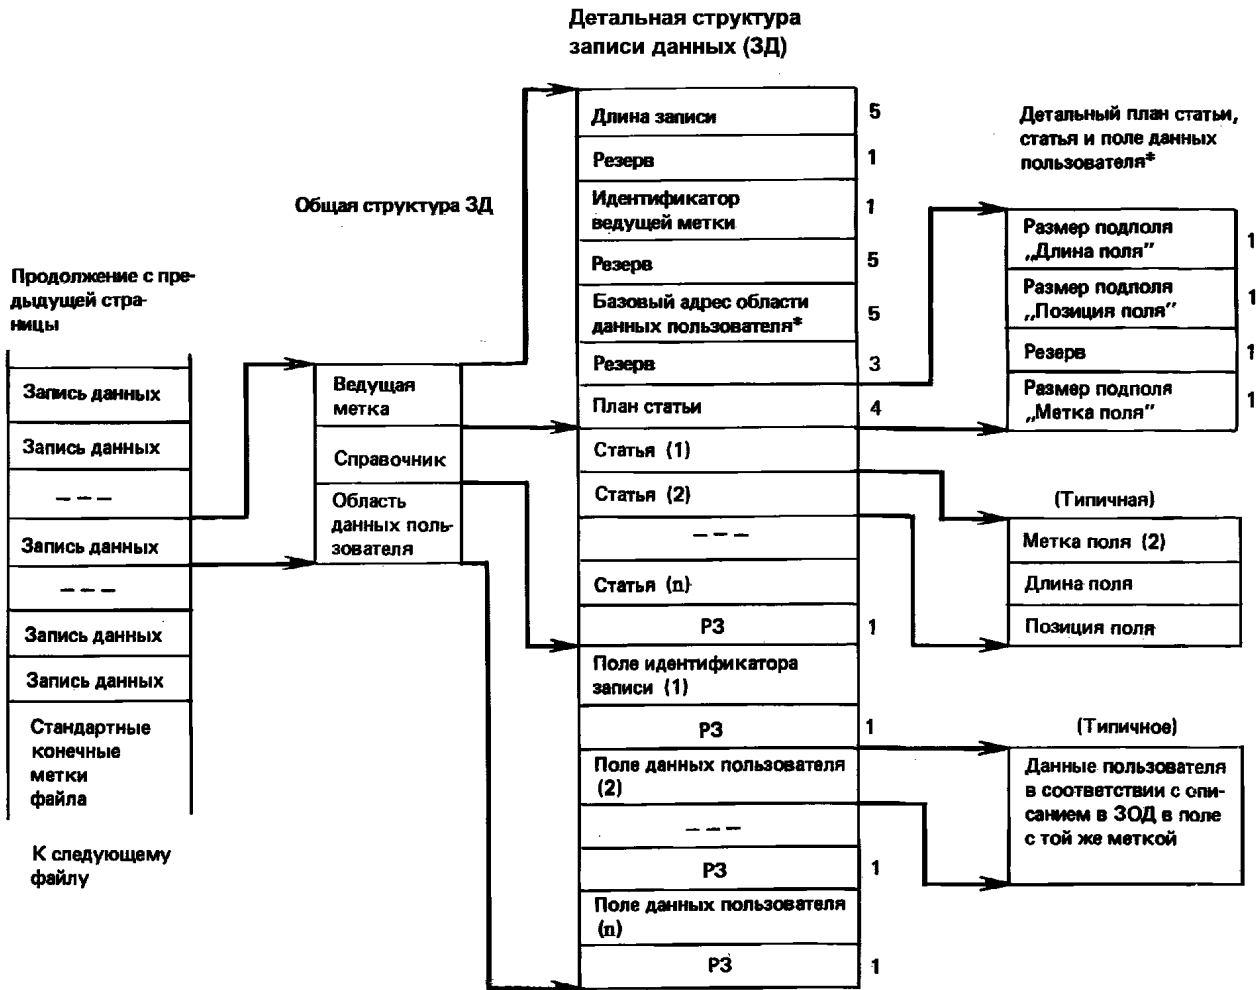 Детальная структура
записи данных (ЗД)
Длина записи
5
Резерв
1
Идентификатор
ведущей метки
1
Резерв
5
Базовый адрес области
данных пользователя*
5
Резерв
3
План статьи
4
Статья (1)
Статья (2)
– – –
Статья (n)
РЗ
1
Поле идентификатора
записи (1)
РЗ
1
Поле данных пользователя
(2)
– – –
РЗ
1
Поле данных пользователя
(n)
РЗ
1
Общая структура ЗД
Ведущая
метка
Справочник
Область
данных поль-
зователя
Продолжение с пре-
дыдущей стра-
ницы
Запись данных
Запись данных
– – –
Запись данных
– – –
Запись данных
Запись данных
Стандартные
конечные
метки
файла
К следующему
файлу
Детальный план статьи,
статья и поле данных
пользователя*
Размер подполя
„Длина поля”
1
Размер подполя
„Позиция поля”
1
Резерв
1
Размер подполя
„Метка поля”
1
(Типичная)
Метка поля (2)
Длина поля
Позиция поля
(Типичное)
Данные пользователя
в соответствии с опи-
санием в ЗОД в поле
с той же меткой